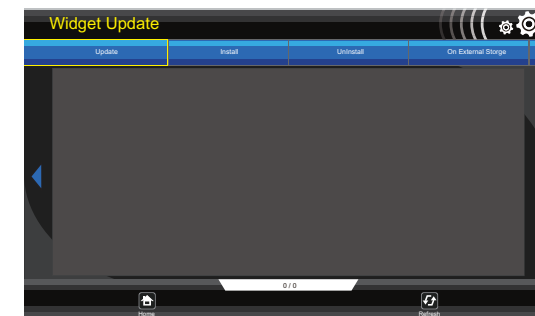 Widget Update
Update
Install
UnInstall
On External Storge
0 / 0
Home
Refresh